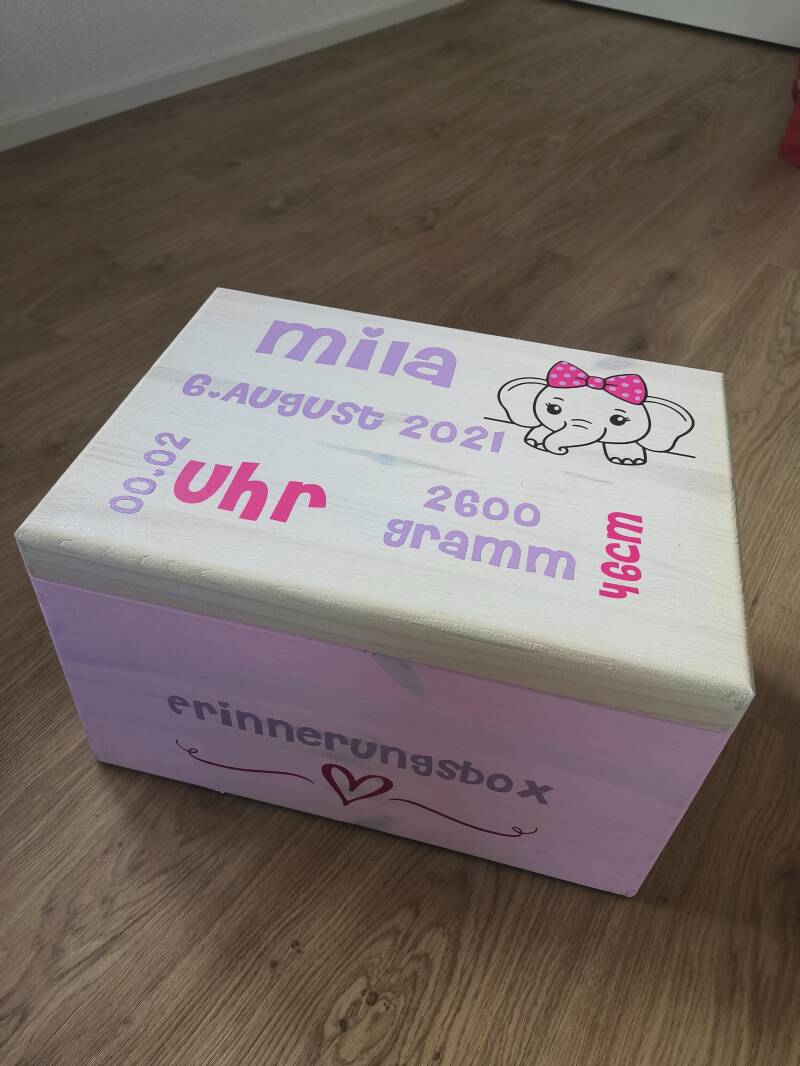 mila
6.August 2021
00.02
Uhr
2600
gramm
46cm
erinnerungsbox